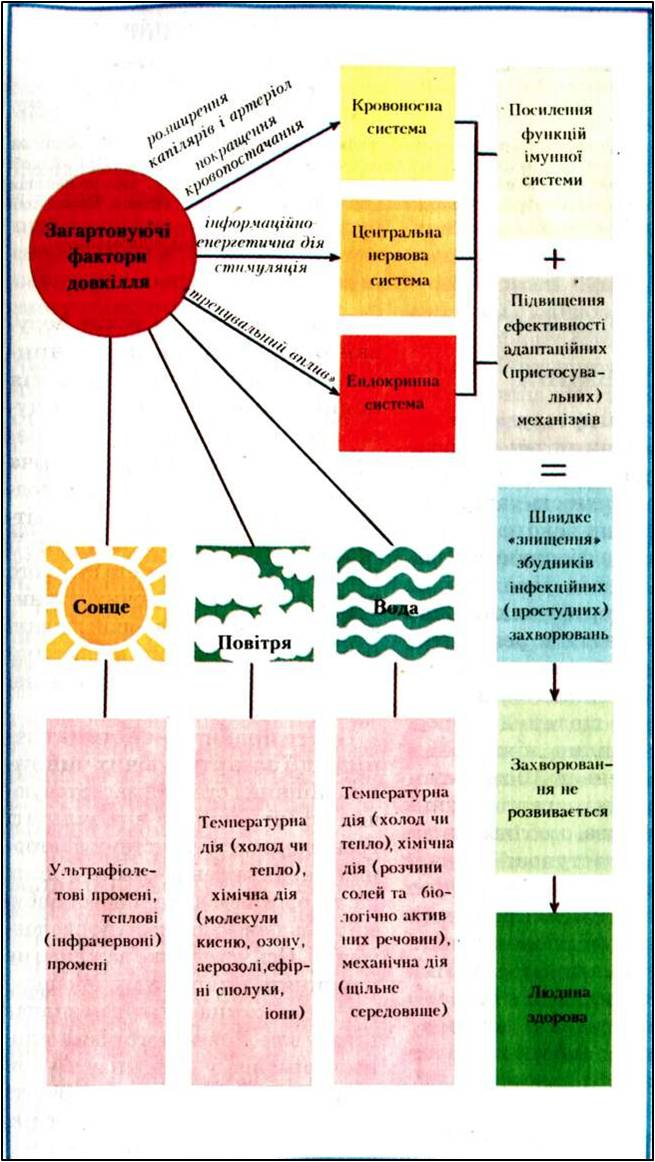 розширення
капілярів і артеріол
покращення
кровопостачання
Кровоносна
система
Посилення
функцій
імунної
системи
Загартовуючі
фактори
довкілля
інформаційно-
енергетична дія
стимуляція
Центральна
нервова
система
+
тренувальний вплив»
Підвищення
ефективності
адаптаційних
(пристосува-
льних)
механізмів
Ендокринна
система
=
Швидке
«знищення»
збудників
інфекційних
(простудних)
захворювань
Сонце
Повітря
Вода
Захворюван-
ня не
розвивається
Ультрафіоле-
тові промені,
теплові
(інфрачервоні)
промені
Температурна
дія (холод чи
тепло),
хімічна дія
(молекули
кисню, озону,
аерозолі,ефір-
ні сполуки,
іони)
Температурна
дія (холод чи
тепло), хімічна
дія (розчини
солей та біо-
логічно актив
них речовин),
механічна дія
(щільне
середовище)
Людина
здорова